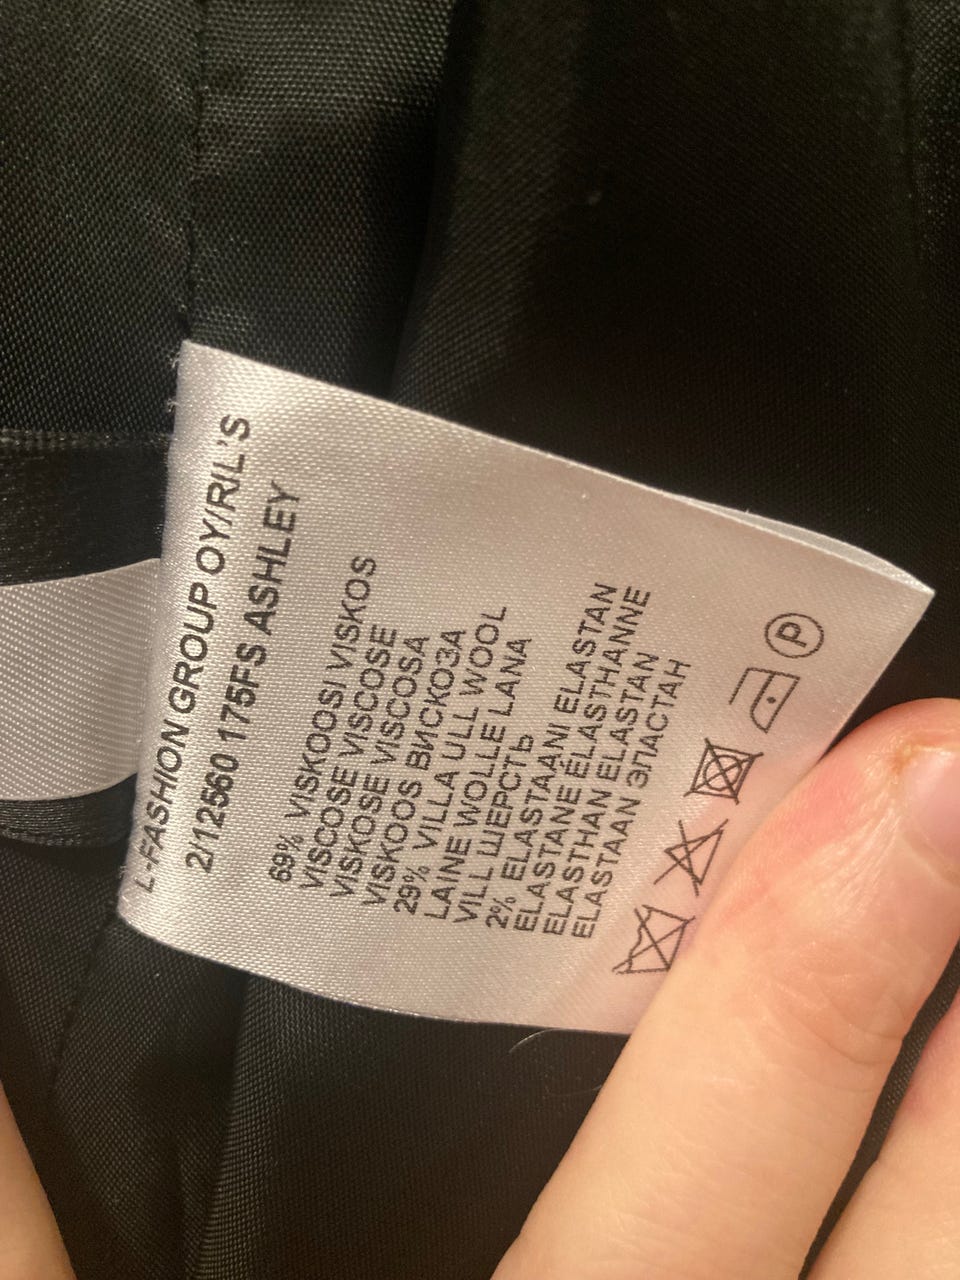 L-FASHION GROUP OY/RIL'S
2/12560 175FS ASHLEY
69% VISKOOSI VISKOS
VISCOSE VISCOSE
VISKOSE VISCOSA
VISKOOS ВИСКОЗА
29% VILLA ULL WOOL
LAINE WOLLE LANA
VILL ШЕРСТЬ
2% ELASTAANI ELASTAN
ELASTANE ÉLASTHANNE
ELASTHAN ELASTAN
ELASTAAN ЭЛАСТАН
P